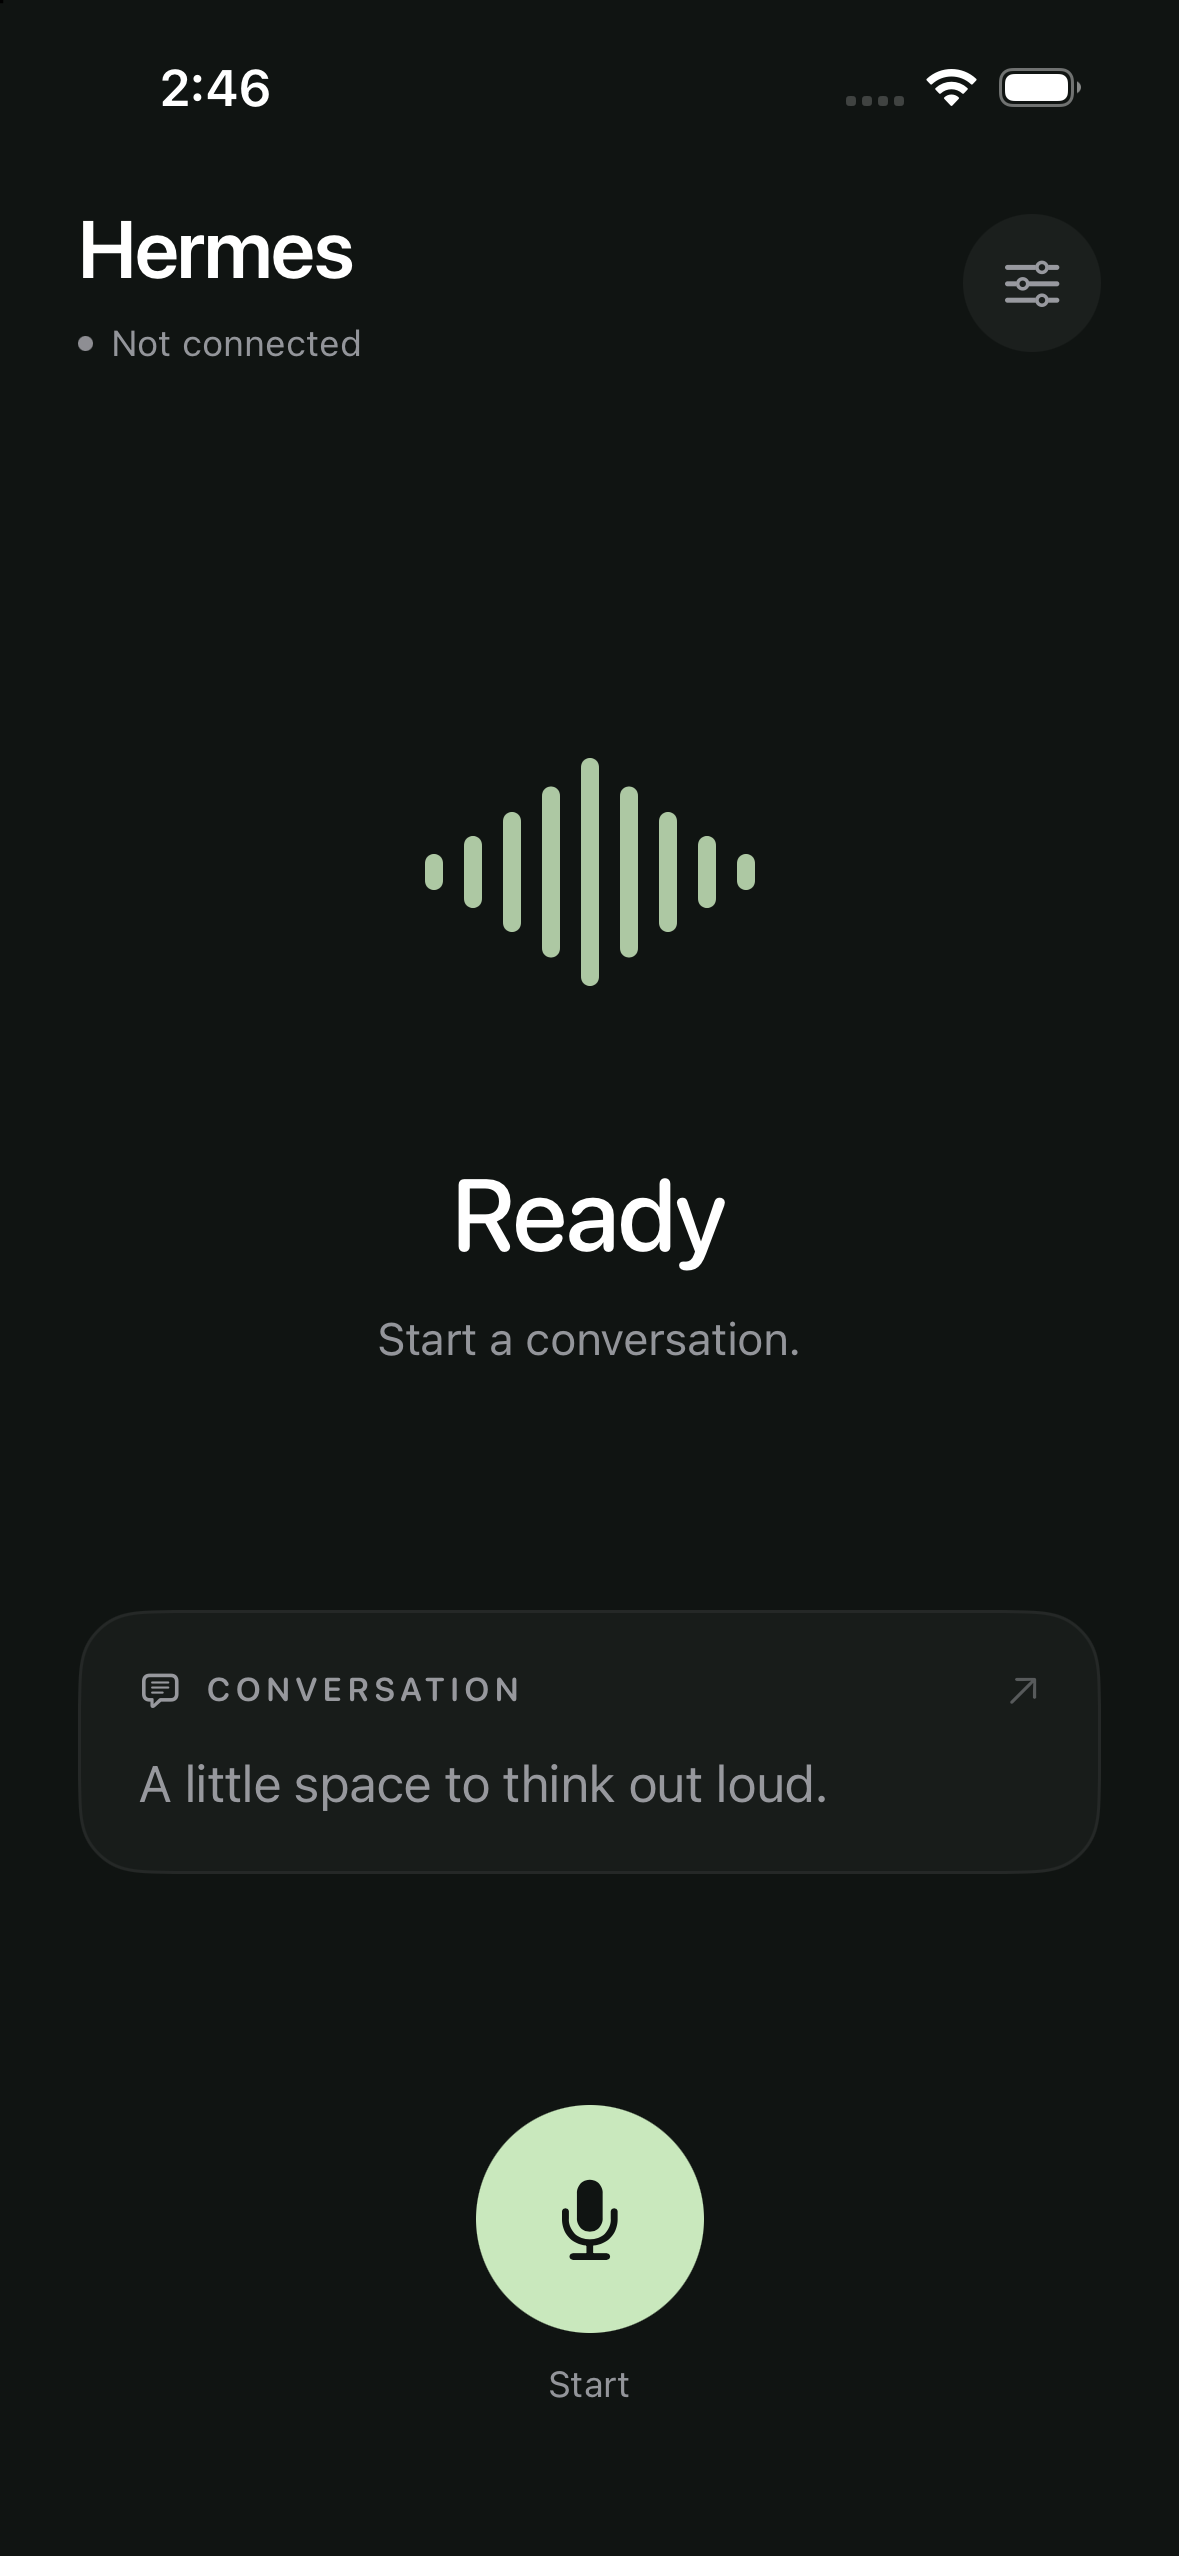 2:46
Hermes
Not connected
Ready
Start a conversation.
CONVERSATION
A little space to think out loud.
Start